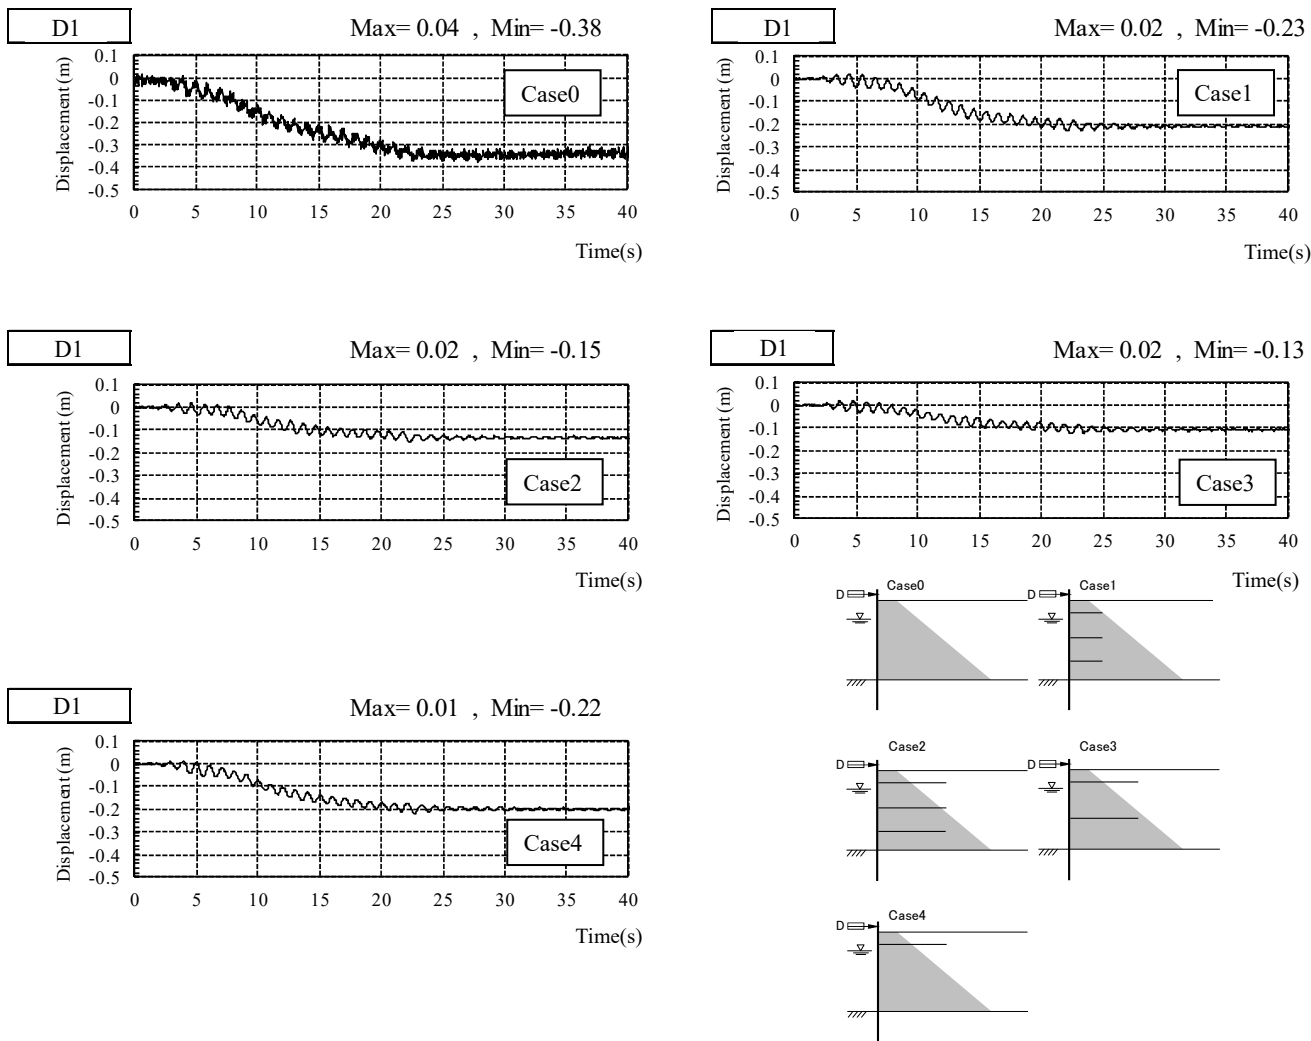 D1
Max= 0.04 , Min= -0.38
Displacement (m)
0.1
0
-0.1
-0.2
-0.3
-0.4
-0.5
Case0
0 5 10 15 20 25 30 35 40
Time(s)
D1
Max= 0.02 , Min= -0.23
Displacement (m)
0.1
0
-0.1
-0.2
-0.3
-0.4
-0.5
Case1
0 5 10 15 20 25 30 35 40
Time(s)
D1
Max= 0.02 , Min= -0.15
Displacement (m)
0.1
0
-0.1
-0.2
-0.3
-0.4
-0.5
Case2
0 5 10 15 20 25 30 35 40
Time(s)
D1
Max= 0.02 , Min= -0.13
Displacement (m)
0.1
0
-0.1
-0.2
-0.3
-0.4
-0.5
Case3
0 5 10 15 20 25 30 35 40
Time(s)
D1
Max= 0.01 , Min= -0.22
Displacement (m)
0.1
0
-0.1
-0.2
-0.3
-0.4
-0.5
Case4
0 5 10 15 20 25 30 35 40
Time(s)
Case0
D
Case1
D
Case2
D
Case3
D
Case4
D